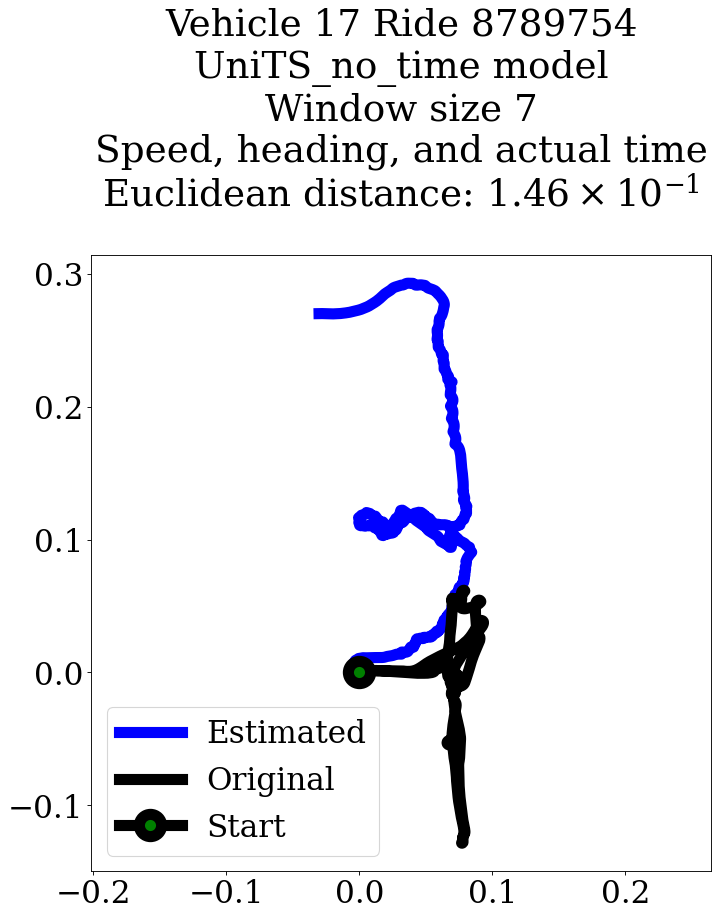 Vehicle 17 Ride 8789754
UniTS_no_time model
Window size 7
Speed, heading, and actual time
Euclidean distance: 1.46 × 10⁻¹
0.3
0.2
0.1
0.0
−0.1
Estimated
Original
Start
−0.2 −0.1 0.0 0.1 0.2